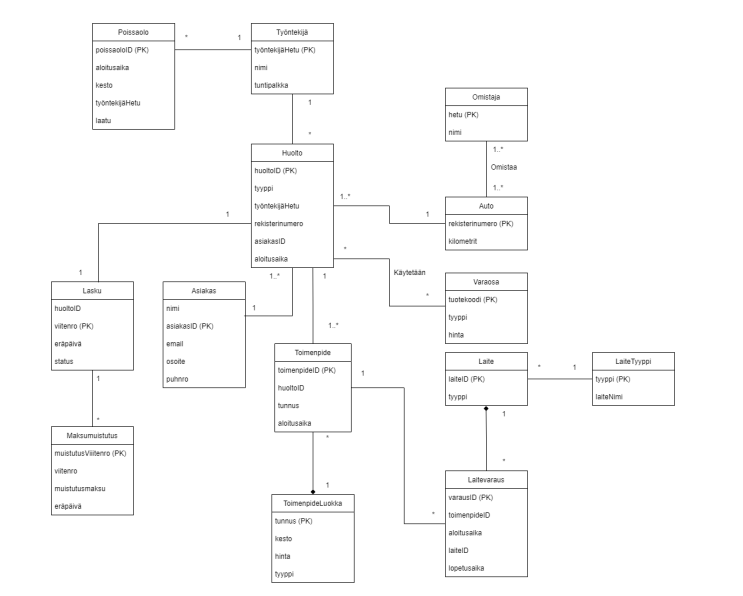 Poissaolo
poissaoloID (PK)
aloitusaika
kesto
työntekijäHetu
laatu
*
1
Työntekijä
työntekijäHetu (PK)
nimi
tuntipalkka
1
*
Omistaja
hetu (PK)
nimi
1..*
Omistaa
1..*
Huolto
huoltoID (PK)
tyyppi
työntekijäHetu
rekisterinumero
asiakasID
aloitusaika
1..*
1
Auto
rekisterinumero (PK)
kilometrit
1
1
*
Käytetään
*
Varaosa
tuotekoodi (PK)
tyyppi
hinta
Lasku
huoltoID
viitenro (PK)
eräpäivä
status
1..*
1
Asiakas
nimi
asiakasID (PK)
email
osoite
puhnro
1
1..*
Toimenpide
toimenpideID (PK)
huoltoID
tunnus
aloitusaika
1
*
Laite
laiteID (PK)
tyyppi
*
1
LaiteTyyppi
tyyppi (PK)
laiteNimi
1
*
1
*
Maksumuistutus
muistutusViiitenro (PK)
viitenro
muistutusmaksu
eräpäivä
*
1
ToimenpideLuokka
tunnus (PK)
kesto
hinta
tyyppi
Laitevaraus
varausID (PK)
toimenpideID
aloitusaika
laiteID
lopetusaika